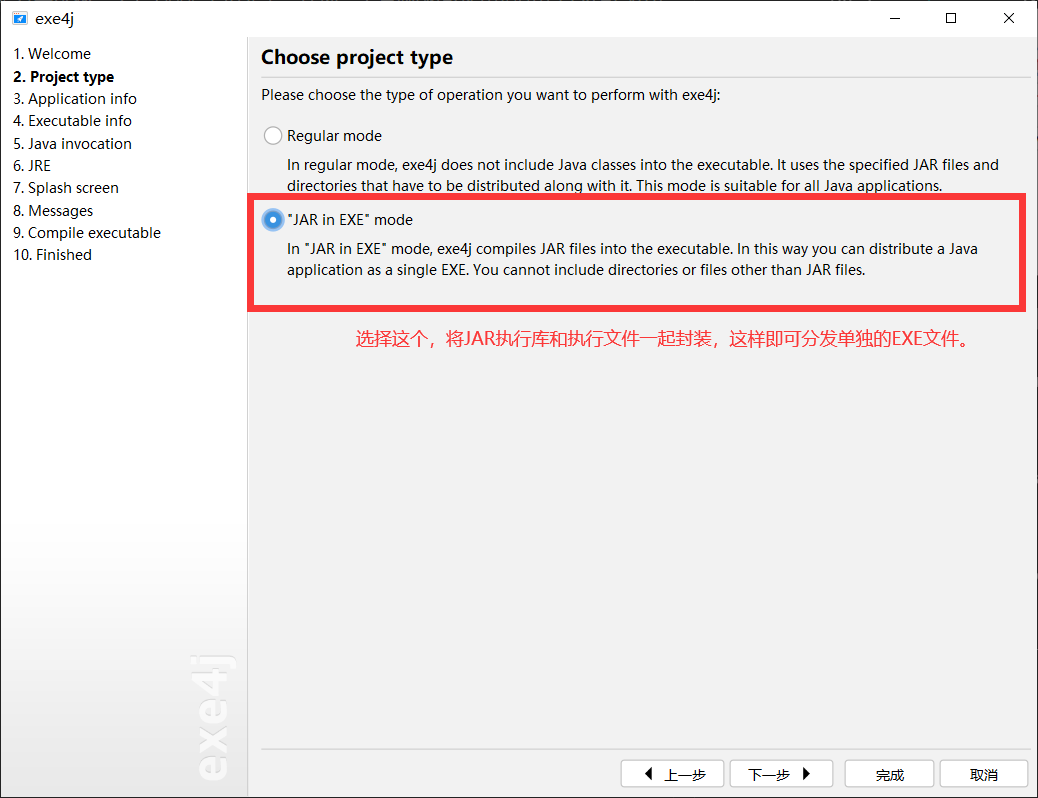 exe4j
1. Welcome
2. Project type
3. Application info
4. Executable info
5. Java invocation
6. JRE
7. Splash screen
8. Messages
9. Compile executable
10. Finished
exe4j
Choose project type
Please choose the type of operation you want to perform with exe4j:
Regular mode
In regular mode, exe4j does not include Java classes into the executable. It uses the specified JAR files and
directories that have to be distributed along with it. This mode is suitable for all Java applications.
"JAR in EXE" mode
In "JAR in EXE" mode, exe4j compiles JAR files into the executable. In this way you can distribute a Java
application as a single EXE. You cannot include directories or files other than JAR files.
选择这个，将JAR执行库和执行文件一起封装，这样即可分发单独的EXE文件。
上一步 下一步 完成 取消